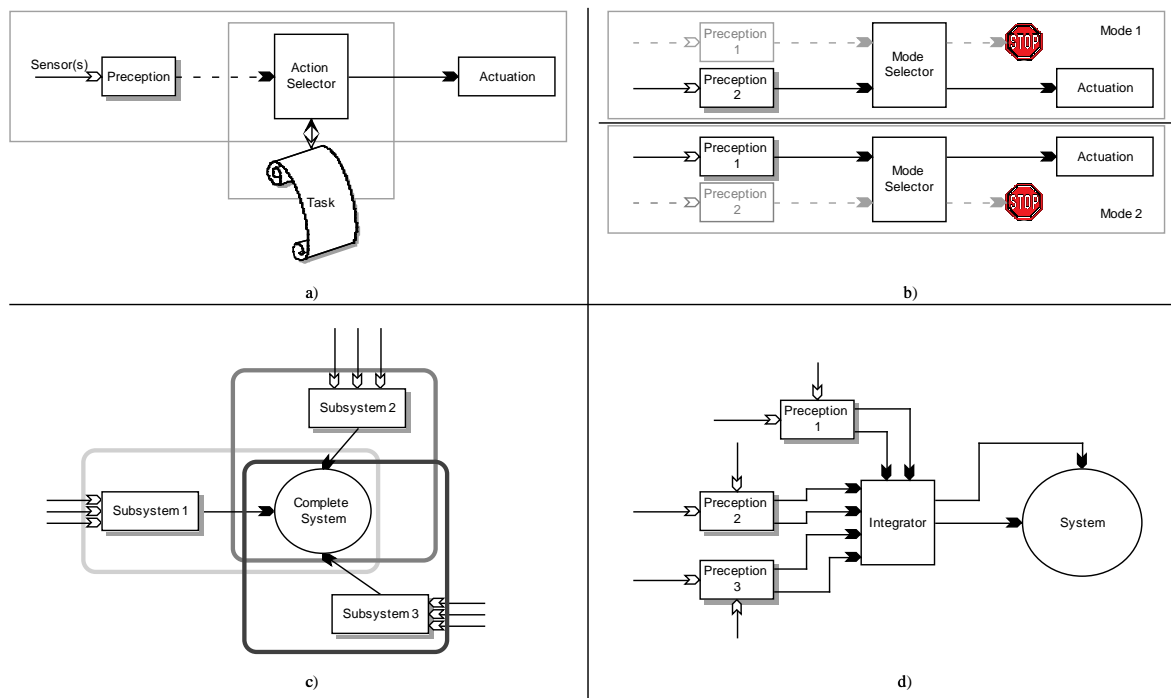 Sensor(s)
Preception
Action
Selector
Actuation
Task
a)
Preception
1
Preception
2
Mode
Selector
STOP
Mode 1
Actuation
Preception
1
Preception
2
Mode
Selector
Actuation
STOP
Mode 2
b)
Subsystem 2
Subsystem 1
Complete
System
Subsystem 3
c)
Preception
1
Preception
2
Preception
3
Integrator
System
d)